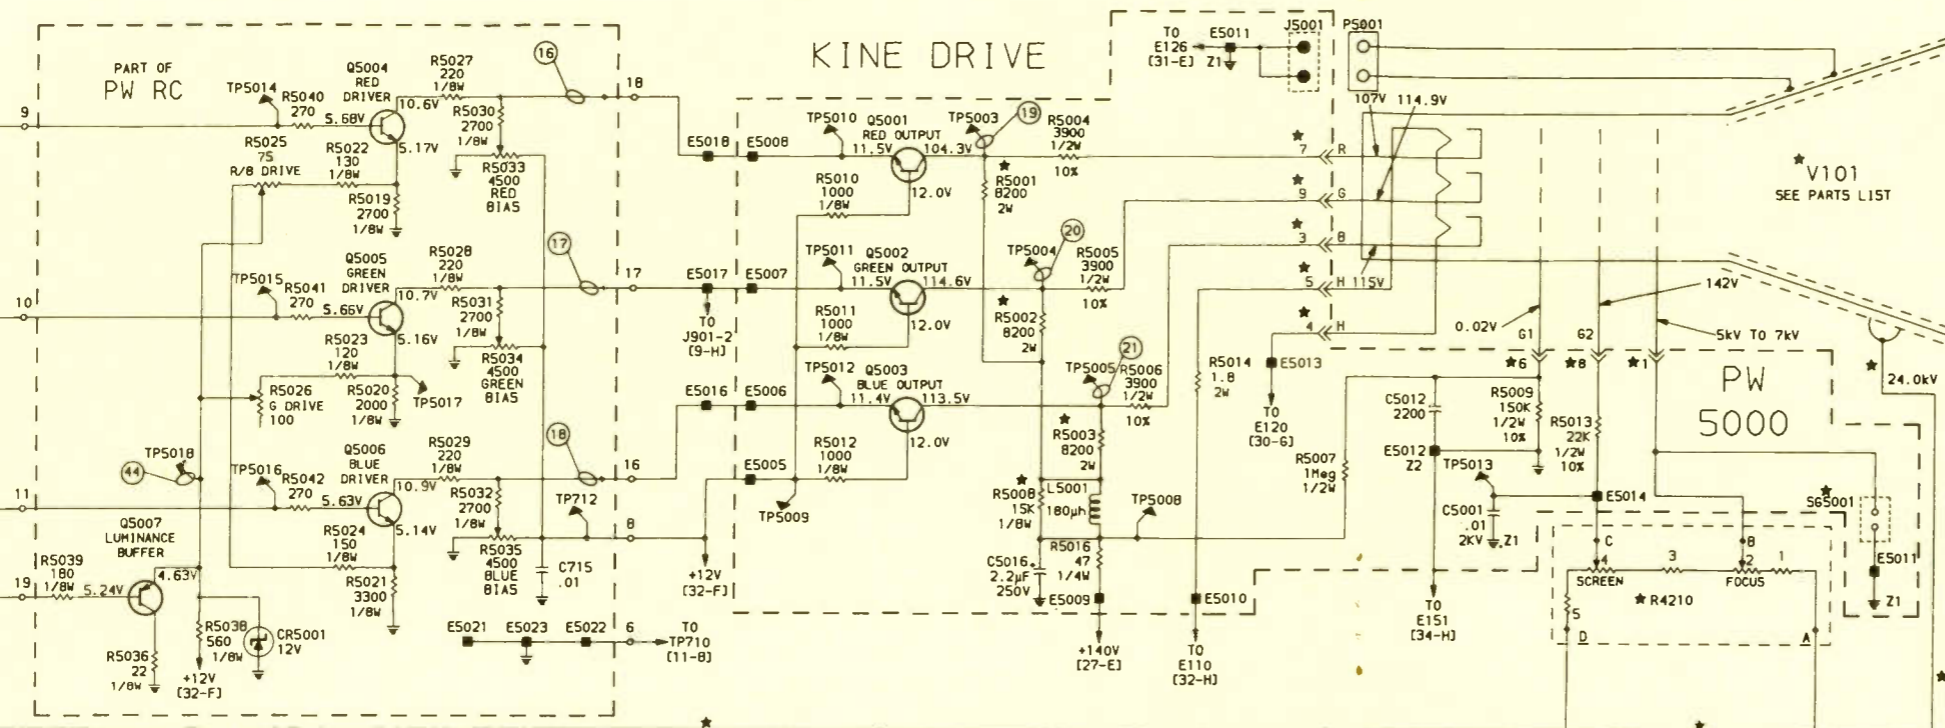 PART OF
PW RC
KINE DRIVE
9
TP5014
R5040
270
5.68V
Q5004
RED
DRIVER
10.6V
5.17V
R5027
220
1/8W
R5030
2700
1/8W
16
18
R5025
75
R/B DRIVE
R5022
130
1/8W
R5019
2700
1/8W
R5033
4500
RED
BIAS
10
TP5015
R5041
270
5.66V
Q5005
GREEN
DRIVER
10.7V
5.16V
R5028
220
1/8W
R5031
2700
1/8W
17
17
R5023
120
1/8W
R5026
G DRIVE
100
R5020
2000
1/8W
TP5017
R5034
4500
GREEN
BIAS
TP5018
44
11
TP5016
R5042
270
5.63V
Q5006
BLUE
DRIVER
10.9V
5.14V
R5029
220
1/8W
R5032
2700
1/8W
18
16
TP712
8
R5024
150
1/8W
R5021
3300
1/8W
R5035
4500
BLUE
BIAS
C715
.01
Q5007
LUMINANCE
BUFFER
19
R5039
180
1/8W
5.24V
4.63V
R5036
22
1/8W
R5038
560
1/8W
+12V
[32-F]
CR5001
12V
E5021
E5023
E5022
6
TO
TP710
[11-B]
E5018
E5008
TP5010
Q5001
RED OUTPUT
11.5V
104.3V
12.0V
R5010
1000
1/8W
TP5003
19
R5004
3900
1/2W
10%
★
R5001
8200
2W
E5017
E5007
TO
J901-2
[9-H]
TP5011
Q5002
GREEN OUTPUT
11.5V
114.6V
12.0V
R5011
1000
1/8W
TP5004
20
R5005
3900
1/2W
10%
★
R5002
8200
2W
E5016
E5006
TP5012
Q5003
BLUE OUTPUT
11.4V
113.5V
12.0V
R5012
1000
1/8W
TP5005
21
R5006
3900
1/2W
10%
★
R5003
8200
2W
E5005
+12V
[32-F]
TP5009
★
R5008
15K
1/8W
L5001
180µh
TP5008
C5016
2.2µF
250V
R5016
47
1/4W
E5009
+140V
[27-E]
E5010
TO
E110
[32-H]
R5014
1.8
2W
E5013
TO
E120
[30-G]
TO
E126
[31-E]
E5011
Z1
J5001
P5001
107V
114.9V
★
7
R
★
9
G
★
3
B
★
5
H
115V
★
4
H
★
V101
SEE PARTS LIST
142V
0.02V
G1
G2
5kV TO 7kV
★6
★8
★1
★
24.0kV
PW
5000
R5007
1Meg
1/2W
C5012
2200
E5012
Z2
R5009
150K
1/2W
10%
R5013
22K
1/2W
10%
TP5013
C5001
.01
2KV
Z1
E5014
TO
E151
[34-H]
★
SG5001
E5011
Z1
C
B
4
3
2
1
SCREEN
FOCUS
★ R4210
5
D
A
★
★
★